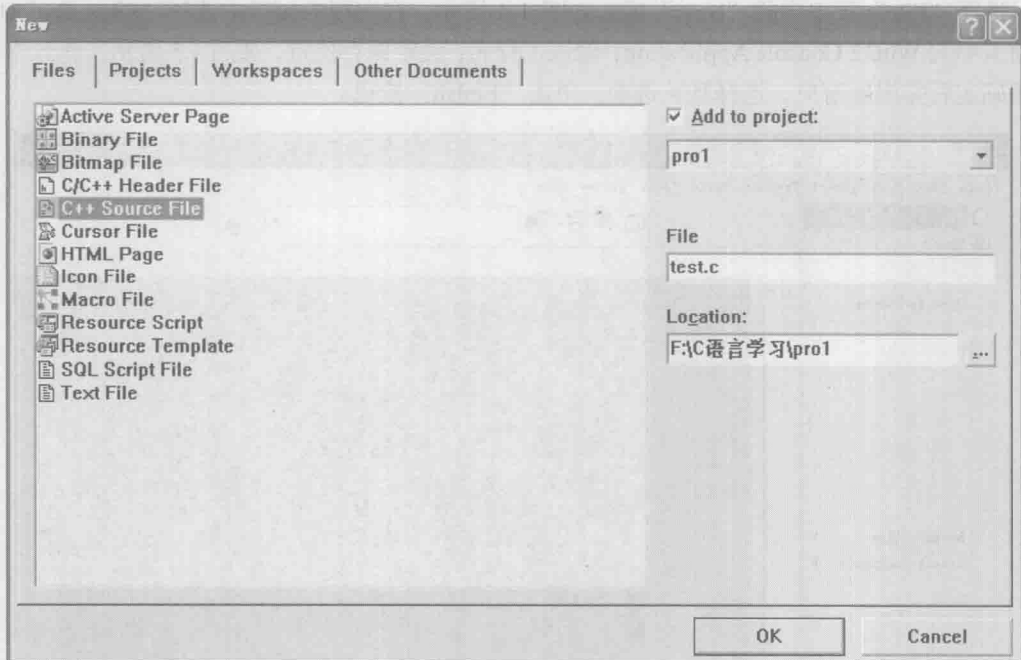 New
Files Projects Workspaces Other Documents
Active Server Page
Binary File
Bitmap File
C/C++ Header File
C++ Source File
Cursor File
HTML Page
Icon File
Macro File
Resource Script
Resource Template
SQL Script File
Text File
Add to project:
pro1
File
test.c
Location:
F:\C语言学习\pro1
...
OK Cancel